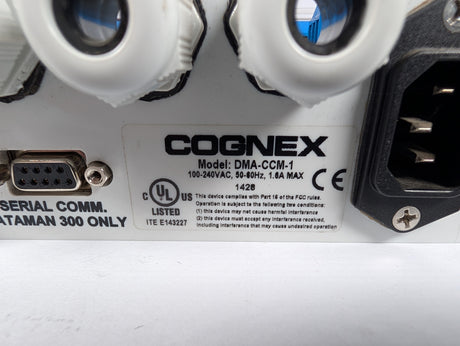 COGNEX
Model: DMA-CCM-1
100-240VAC, 50-60Hz, 1.6A MAX
1428
CE
C UL US
LISTED
ITE E143227
This device complies with Part 15 of the FCC rules.
Operation is subject to the following two conditions:
(1) this device may not cause harmful interference
(2) this device must accept any interference received,
including interference that may cause undesired operation
SERIAL COMM.
ATAMAN 300 ONLY